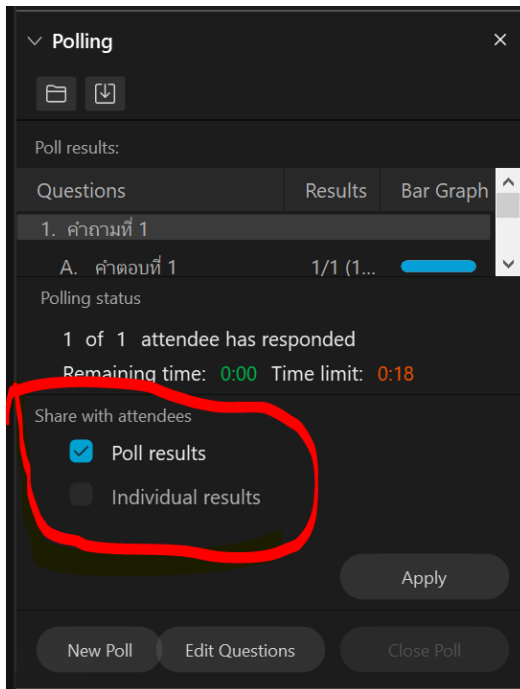 Polling
Poll results:
Questions Results Bar Graph
1. คำถามที่ 1
A. คำตอบที่ 1 1/1 (1...
Polling status
1 of 1 attendee has responded
Remaining time: 0:00 Time limit: 0:18
Share with attendees
Poll results
Individual results
Apply
New Poll Edit Questions Close Poll